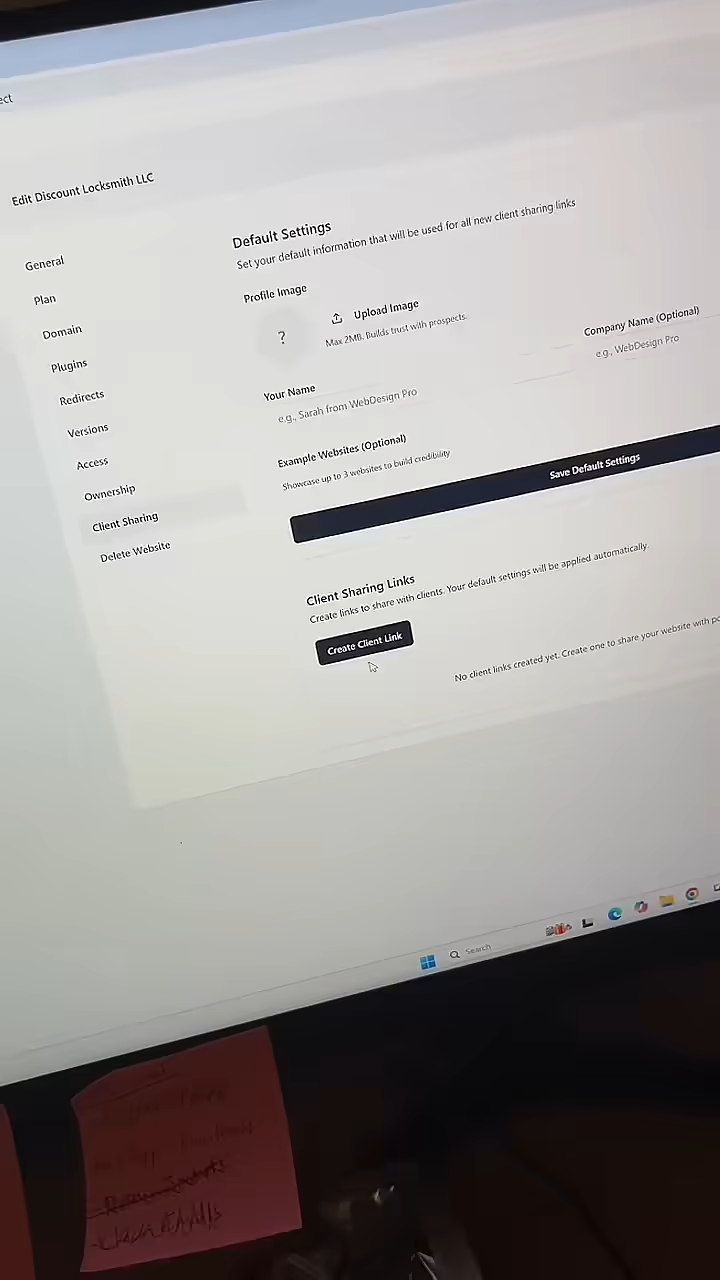 ect
Edit Discount Locksmith LLC
General
Plan
Domain
Plugins
Redirects
Versions
Access
Ownership
Client Sharing
Delete Website
Default Settings
Set your default information that will be used for all new client sharing links
Profile Image
?
Upload Image
Max 2MB. Builds trust with prospects.
Your Name
e.g., Sarah from WebDesign Pro
Company Name (Optional)
e.g., WebDesign Pro
Example Websites (Optional)
Showcase up to 3 websites to build credibility
Save Default Settings
Client Sharing Links
Create links to share with clients. Your default settings will be applied automatically.
Create Client Link
No client links created yet. Create one to share your website with po
Search